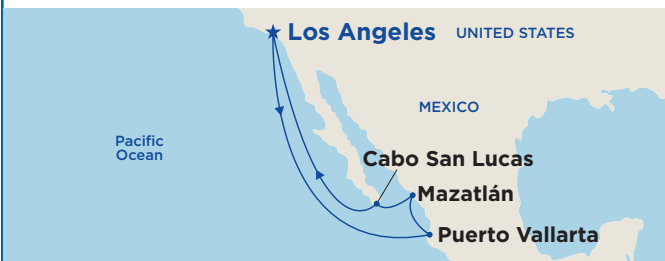 Los Angeles
UNITED STATES
MEXICO
Pacific
Ocean
Cabo San Lucas
Mazatlán
Puerto Vallarta